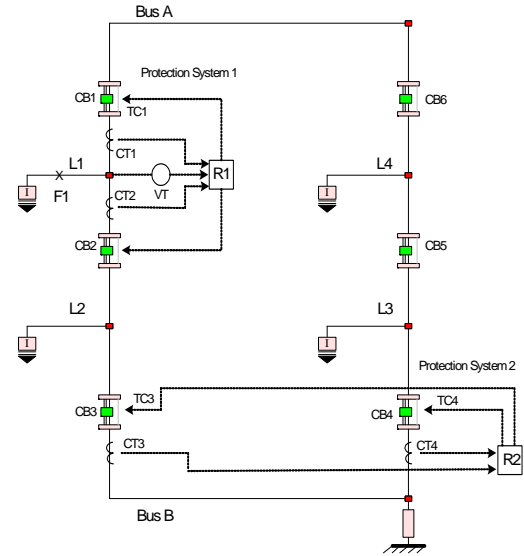 Bus A
Protection System 1
CB1
TC1
CB6
CT1
L1
R1
L4
I
X
F1
CT2
VT
I
CB2
CB5
L2
L3
I
I
Protection System 2
TC3
TC4
CB3
CB4
CT3
CT4
R2
Bus B